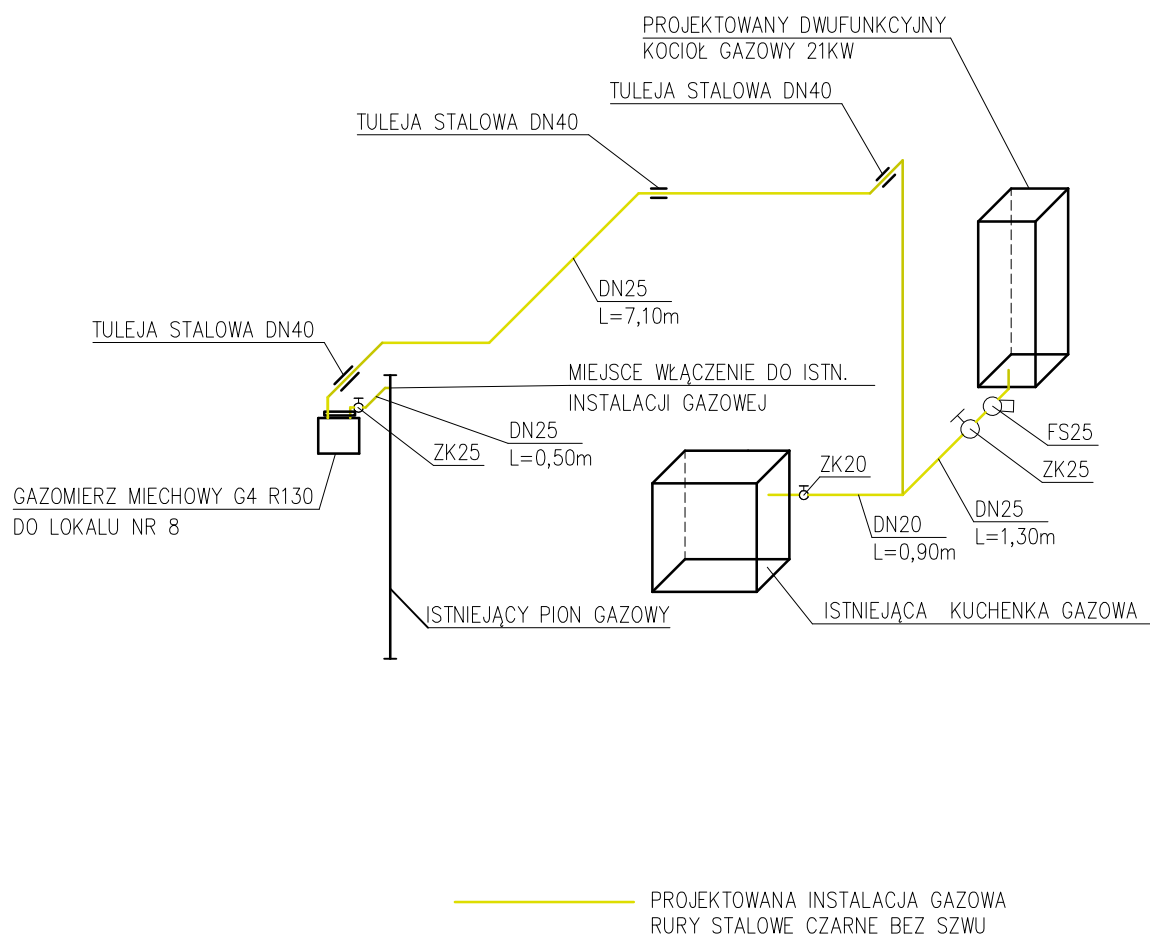 PROJEKTOWANY DWUFUNKCYJNY
KOCIOŁ GAZOWY 21KW
TULEJA STALOWA DN40
TULEJA STALOWA DN40
DN25
L=7,10m
TULEJA STALOWA DN40
MIEJSCE WŁĄCZENIE DO ISTN.
INSTALACJI GAZOWEJ
DN25
L=0,50m
ZK25
FS25
ZK25
ZK20
GAZOMIERZ MIECHOWY G4 R130
DO LOKALU NR 8
DN20
L=0,90m
DN25
L=1,30m
ISTNIEJĄCY PION GAZOWY
ISTNIEJĄCA KUCHENKA GAZOWA
PROJEKTOWANA INSTALACJA GAZOWA
RURY STALOWE CZARNE BEZ SZWU